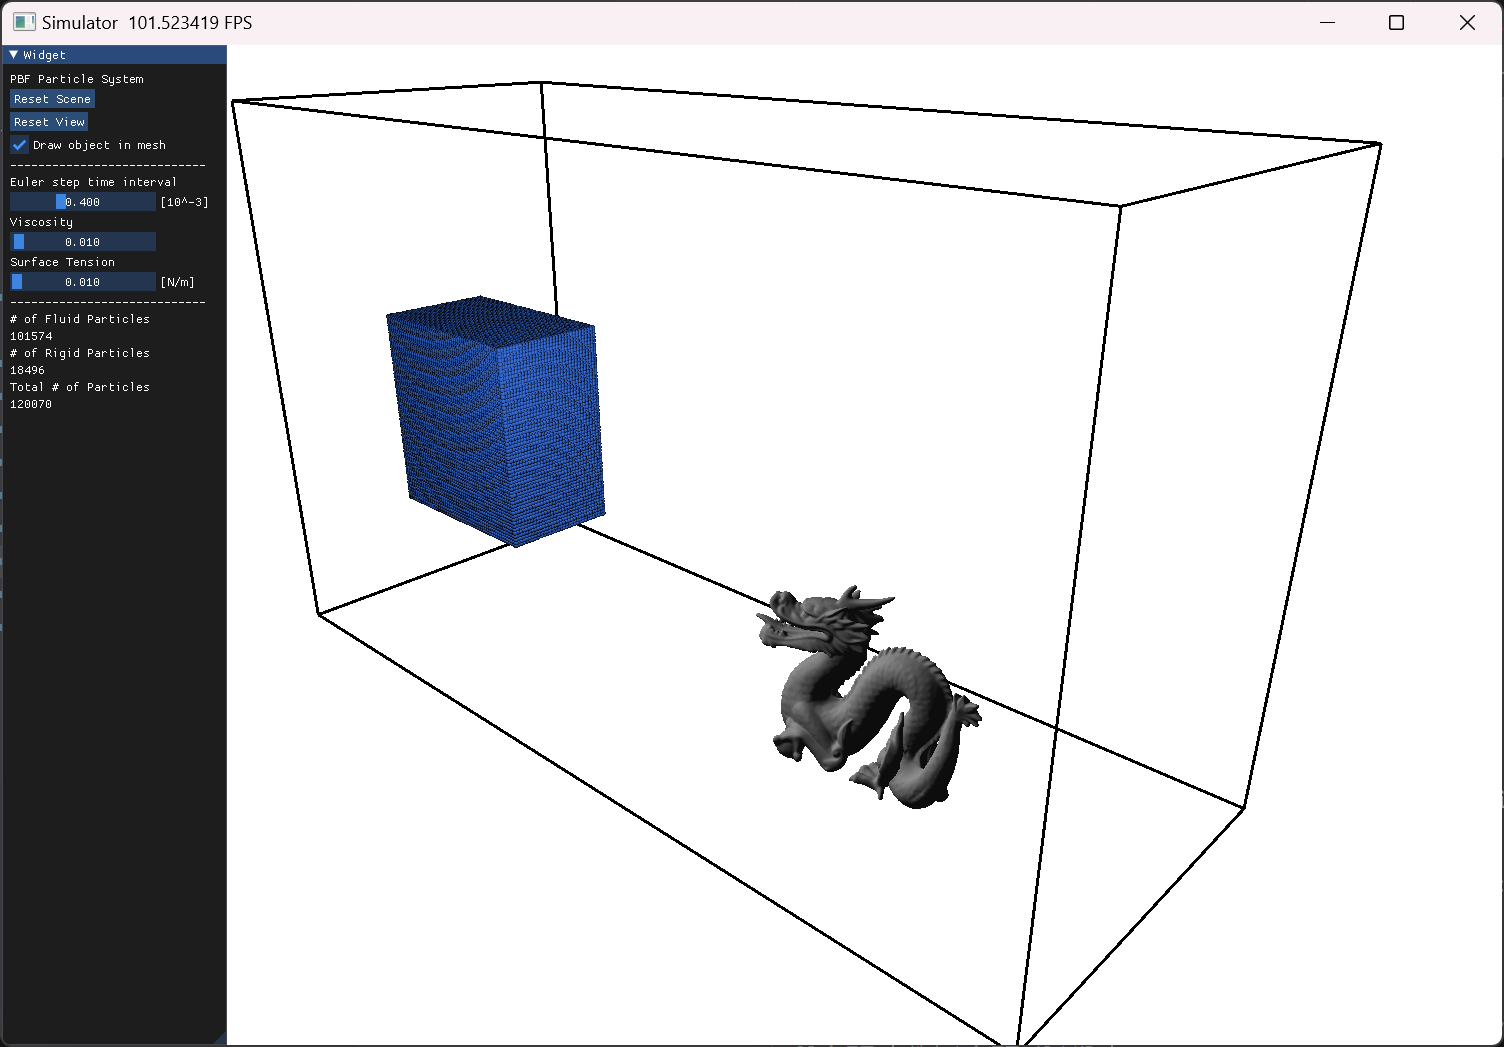 Simulator 101.523419 FPS
Widget
PBF Particle System
Reset Scene
Reset View
Draw object in mesh
----------------------------
Euler step time interval
0.400 [10^-3]
Viscosity
0.010
Surface Tension
0.010 [N/m]
----------------------------
# of Fluid Particles
101574
# of Rigid Particles
18496
Total # of Particles
120070